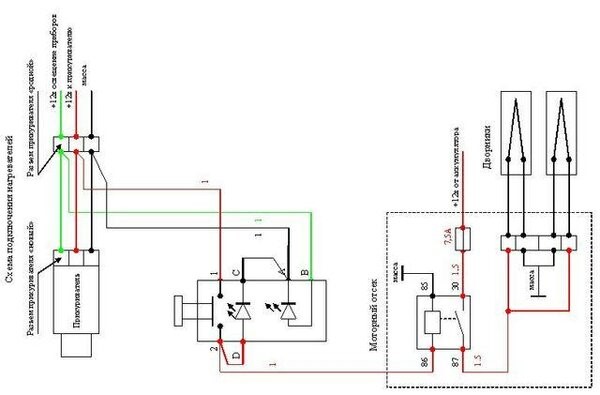 Схема подключения нагревателей
Разъем прикуривателя «родной»
+12в освещение приборов
+12в к прикуривателю
масса
Разъем прикуривателя «новый»
Прикуриватель
1
1
1
1
2
C
A
B
D
1
Моторный отсек
масса
+12в от аккумулятора
7,5А
1.5
85
30
86
87
1.5
Дворники
масса